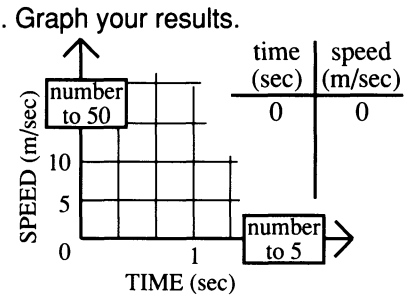 . Graph your results.
time speed
(sec) (m/sec)
0 0
number
to 50
SPEED (m/sec)
10
5
0
1
number
to 5
TIME (sec)